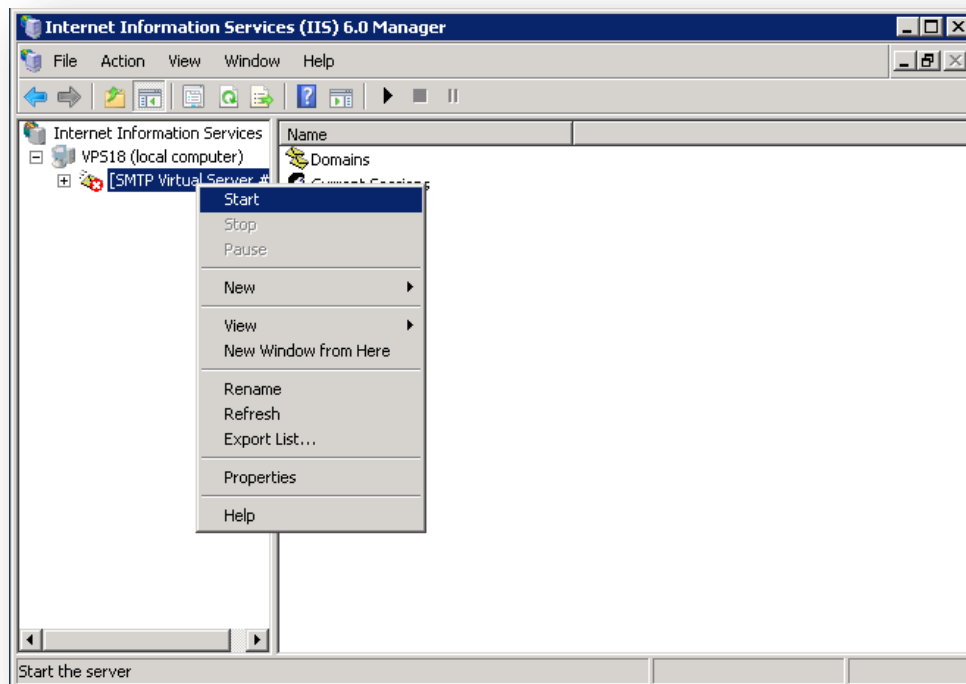 Internet Information Services (IIS) 6.0 Manager
File Action View Window Help
Internet Information Services
Name
VPS18 (local computer)
Domains
[SMTP Virtual Server #
Current Sessions
Start
Stop
Pause
New
View
New Window from Here
Rename
Refresh
Export List...
Properties
Help
Start the server